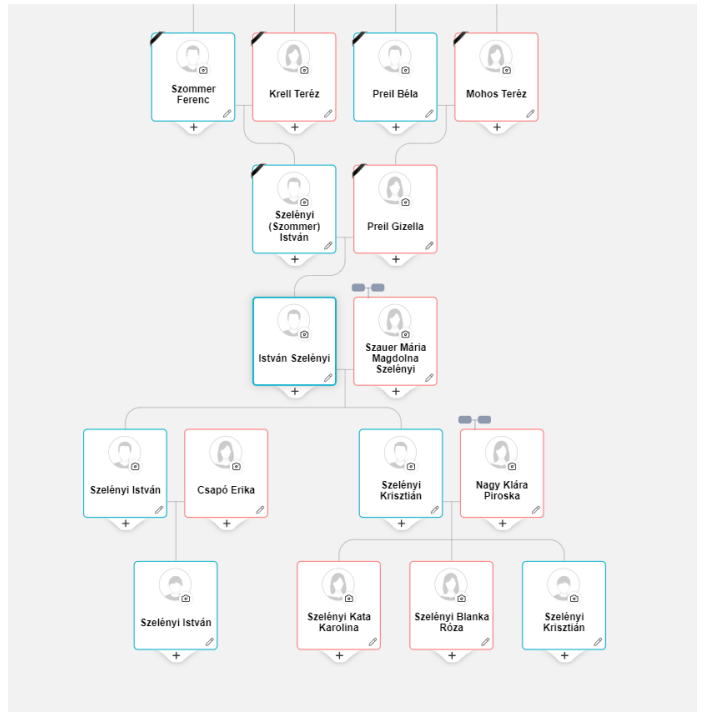 Szommer
Ferenc
Krell Teréz
Preil Béla
Mohos Teréz
+
+
+
+
Szelényi
(Szommer)
István
Preil Gizella
+
+
István Szelényi
Szauer Mária
Magdolna
Szelényi
+
+
Szelényi István
Csapó Erika
Szelényi
Krisztián
Nagy Klára
Piroska
+
+
+
+
Szelényi István
Szelényi Kata
Karolina
Szelényi Blanka
Róza
Szelényi
Krisztián
+
+
+
+